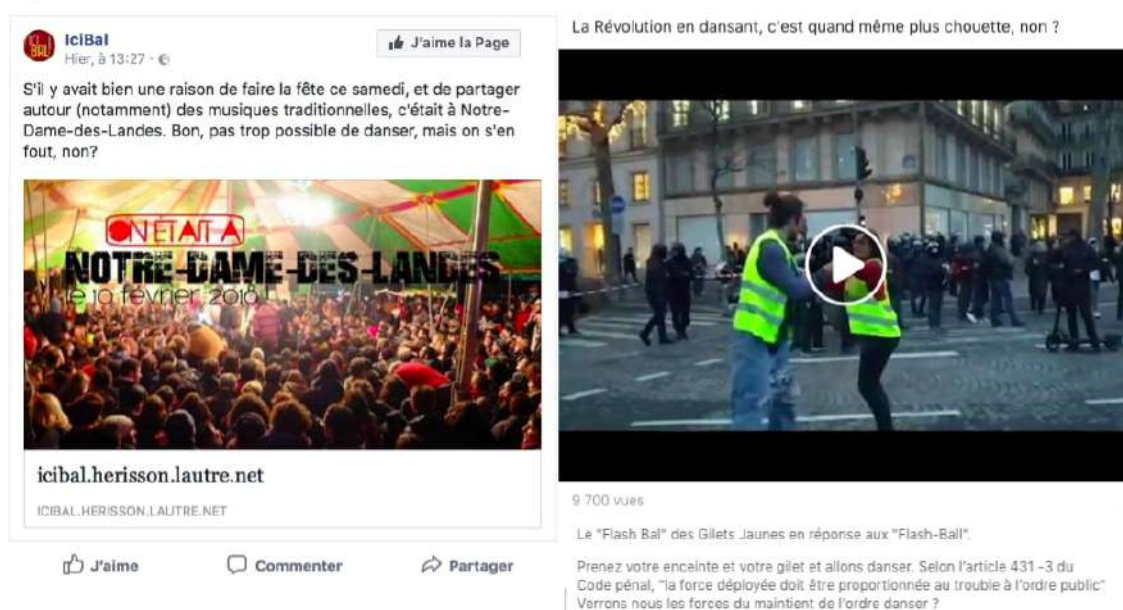 IciBal
Hier, à 13:27
J'aime la Page
S'il y avait bien une raison de faire la fête ce samedi, et de partager
autour (notamment) des musiques traditionnelles, c'était à Notre-
Dame-des-Landes. Bon, pas trop possible de danser, mais on s'en
fout, non?
ON ÉTAIT A
NOTRE-DAME-DES-LANDES
le 10 février 2018
icibal.herisson.lautre.net
ICIBAL.HERISSON.LAUTRE.NET
J'aime
Commenter
Partager
La Révolution en dansant, c'est quand même plus chouette, non ?
9 700 vues
Le "Flash Bal" des Gilets Jaunes en réponse aux "Flash-Ball".
Prenez votre enceinte et votre gilet et allons danser. Selon l'article 431 -3 du
Code pénal, "la force déployée doit être proportionnée au trouble à l'ordre public"
Verrons nous les forces du maintient de l'ordre danser ?